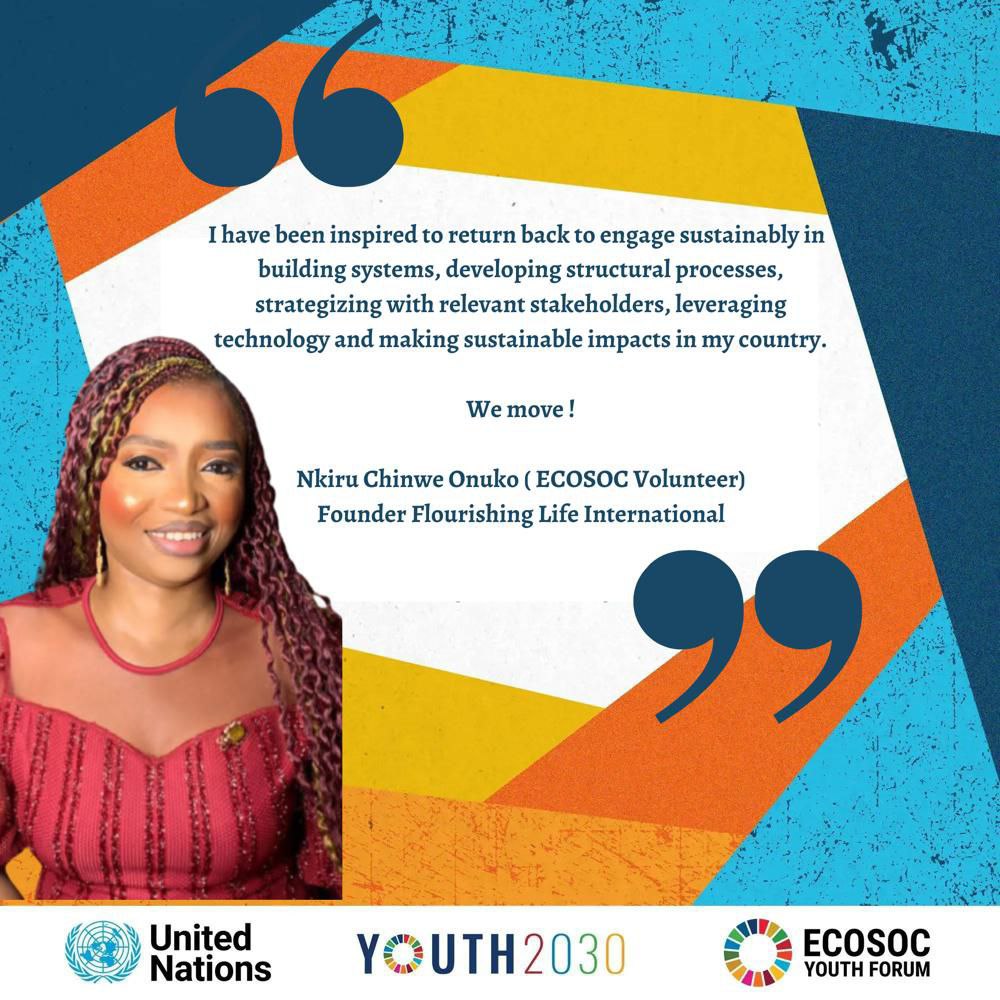 I have been inspired to return back to engage sustainably in
building systems, developing structural processes,
strategizing with relevant stakeholders, leveraging
technology and making sustainable impacts in my country.
We move !
Nkiru Chinwe Onuko ( ECOSOC Volunteer)
Founder Flourishing Life International
United
Nations
YOUTH2030
ECOSOC
YOUTH FORUM